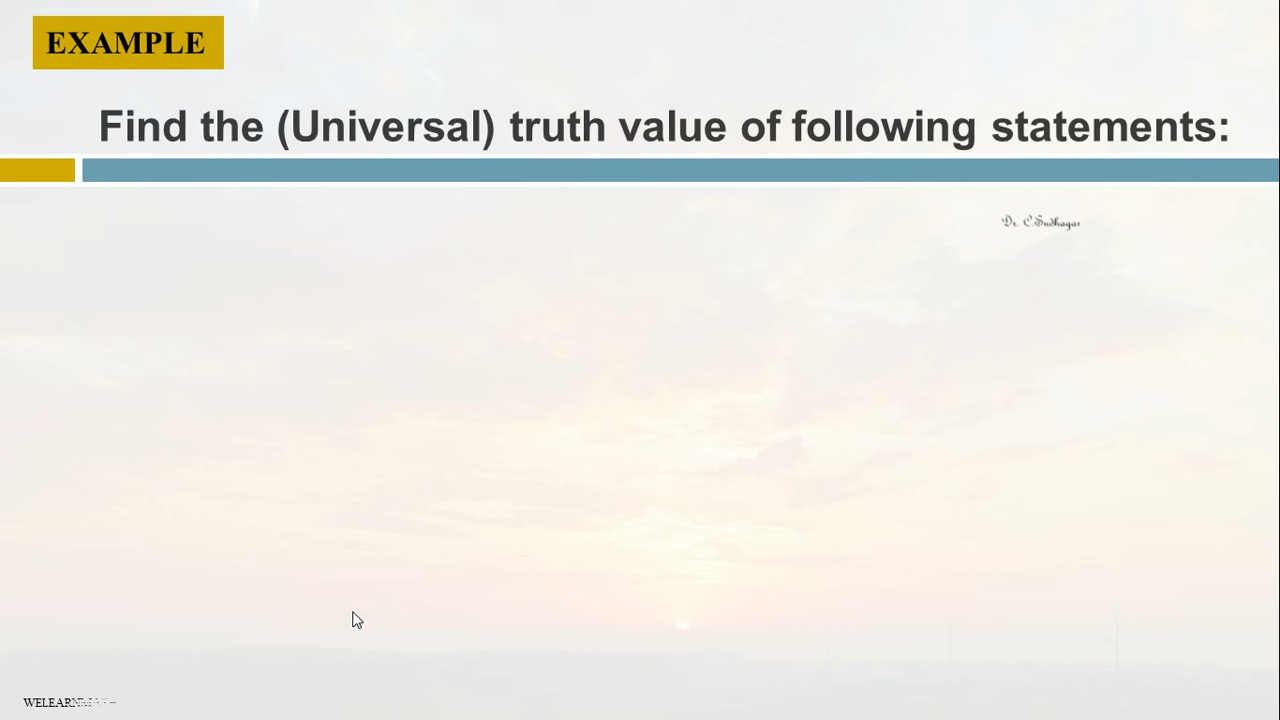 EXAMPLE
Find the (Universal) truth value of following statements:
Dr. C.Sudhagar